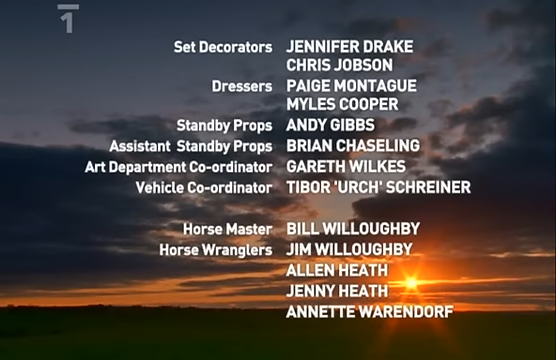 1
Set Decorators JENNIFER DRAKE
CHRIS JOBSON
Dressers PAIGE MONTAGUE
MYLES COOPER
Standby Props ANDY GIBBS
Assistant Standby Props BRIAN CHASELING
Art Department Co-ordinator GARETH WILKES
Vehicle Co-ordinator TIBOR 'URCH' SCHREINER
Horse Master BILL WILLOUGHBY
Horse Wranglers JIM WILLOUGHBY
ALLEN HEATH
JENNY HEATH
ANNETTE WARENDORF